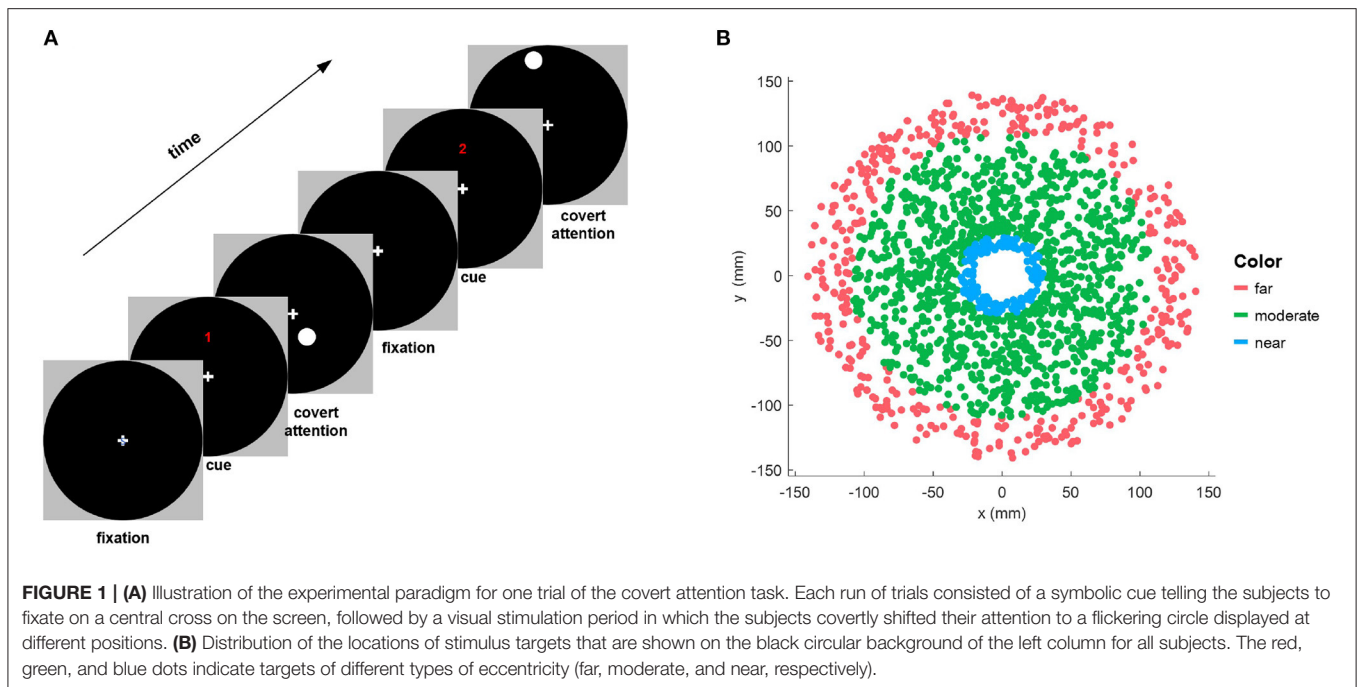 A
time
2
covert
attention
cue
fixation
1
covert
attention
cue
fixation
B
150
100
50
0
-50
-100
-150
y (mm)
-150 -100 -50 0 50 100 150
x (mm)
Color
far
moderate
near
FIGURE 1 | (A) Illustration of the experimental paradigm for one trial of the covert attention task. Each run of trials consisted of a symbolic cue telling the subjects to
fixate on a central cross on the screen, followed by a visual stimulation period in which the subjects covertly shifted their attention to a flickering circle displayed at
different positions. (B) Distribution of the locations of stimulus targets that are shown on the black circular background of the left column for all subjects. The red,
green, and blue dots indicate targets of different types of eccentricity (far, moderate, and near, respectively).